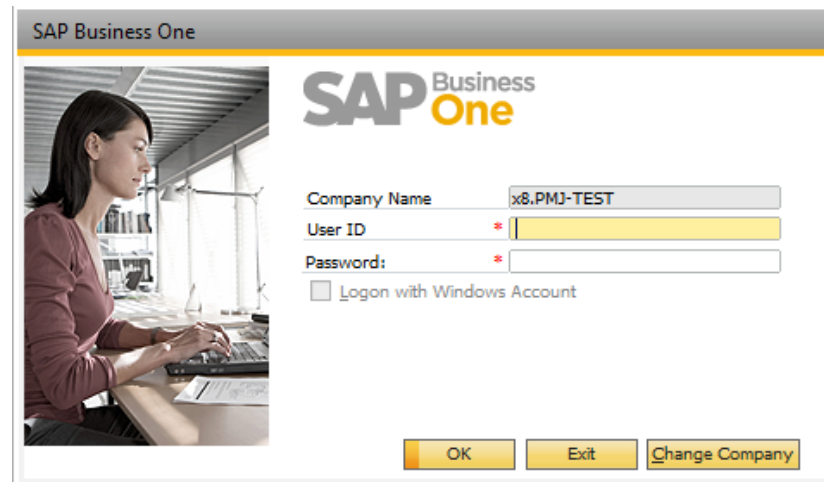 SAP Business One
SAP Business One
Company Name x8.PMJ-TEST
User ID *
Password: *
Logon with Windows Account
OK Exit Change Company